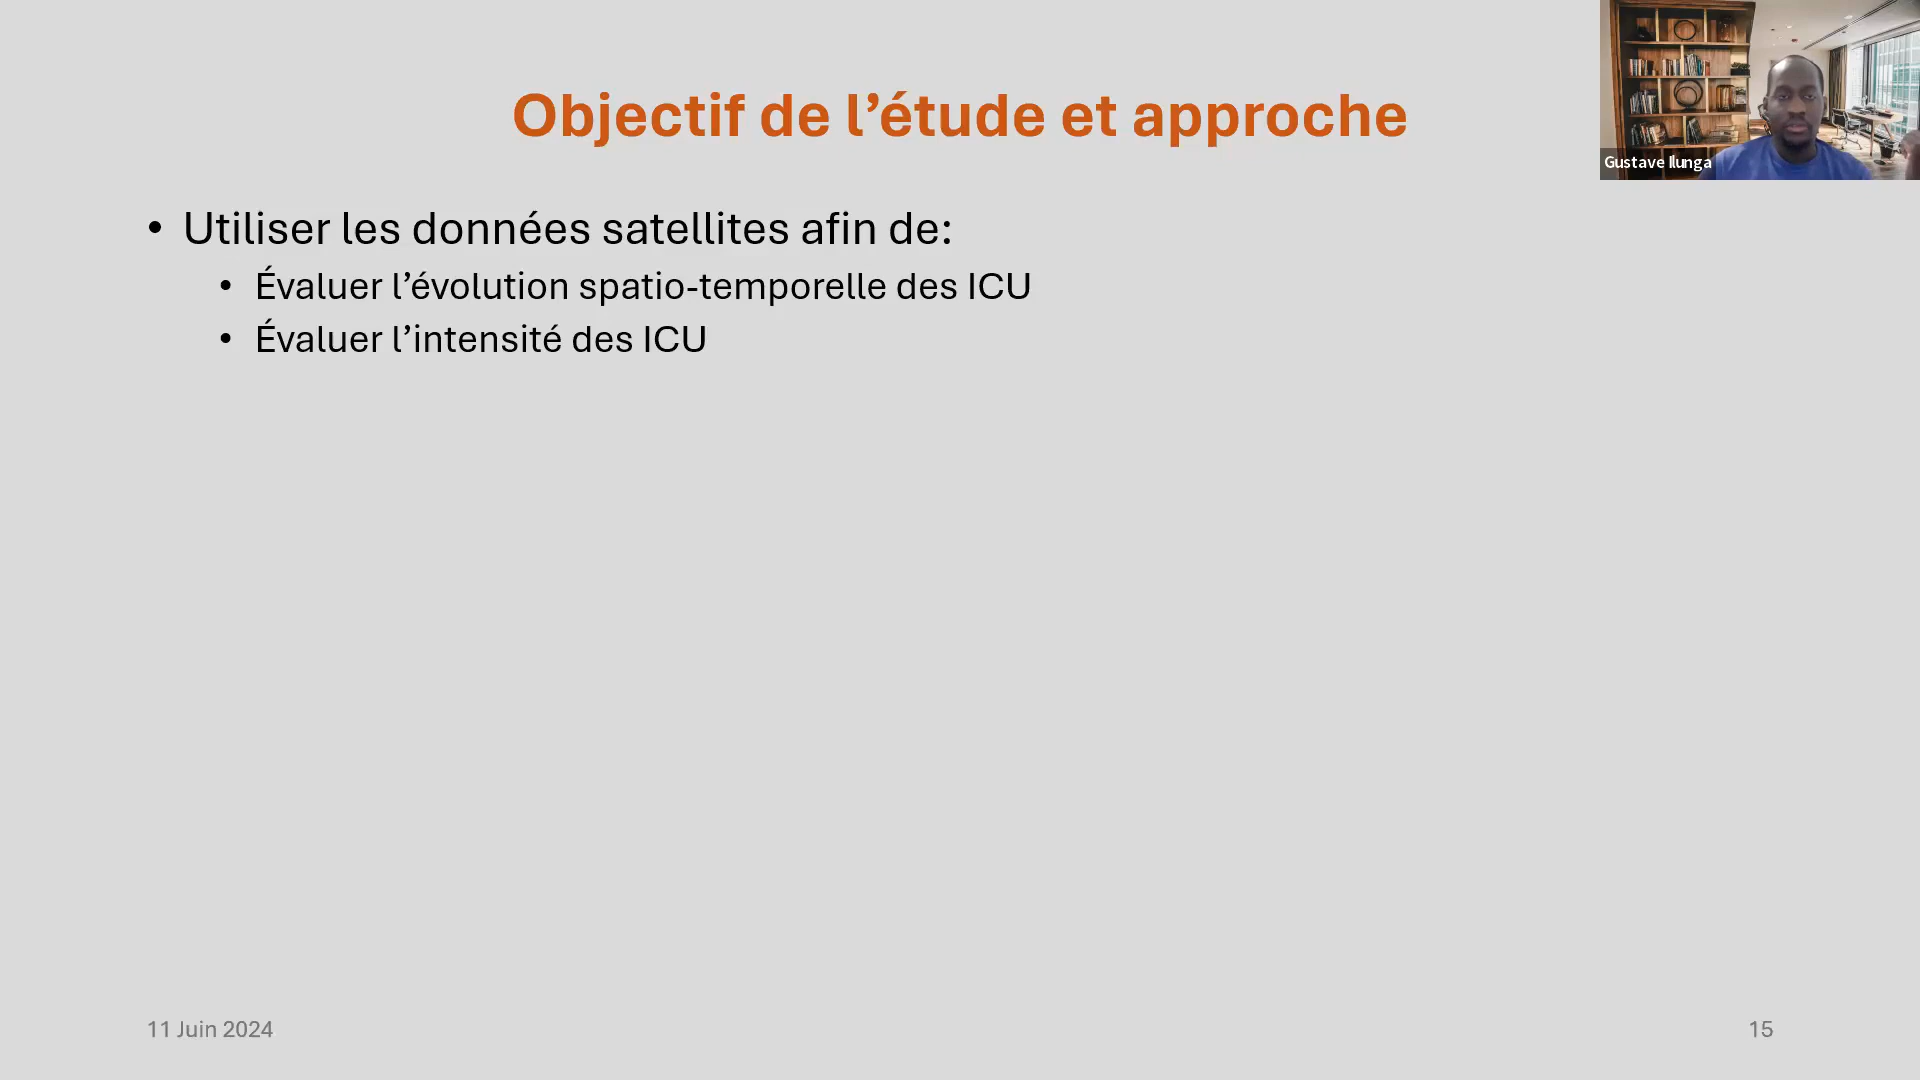 Objectif de l’étude et approche
Gustave Ilunga
• Utiliser les données satellites afin de:
• Évaluer l’évolution spatio-temporelle des ICU
• Évaluer l’intensité des ICU
11 Juin 2024
15